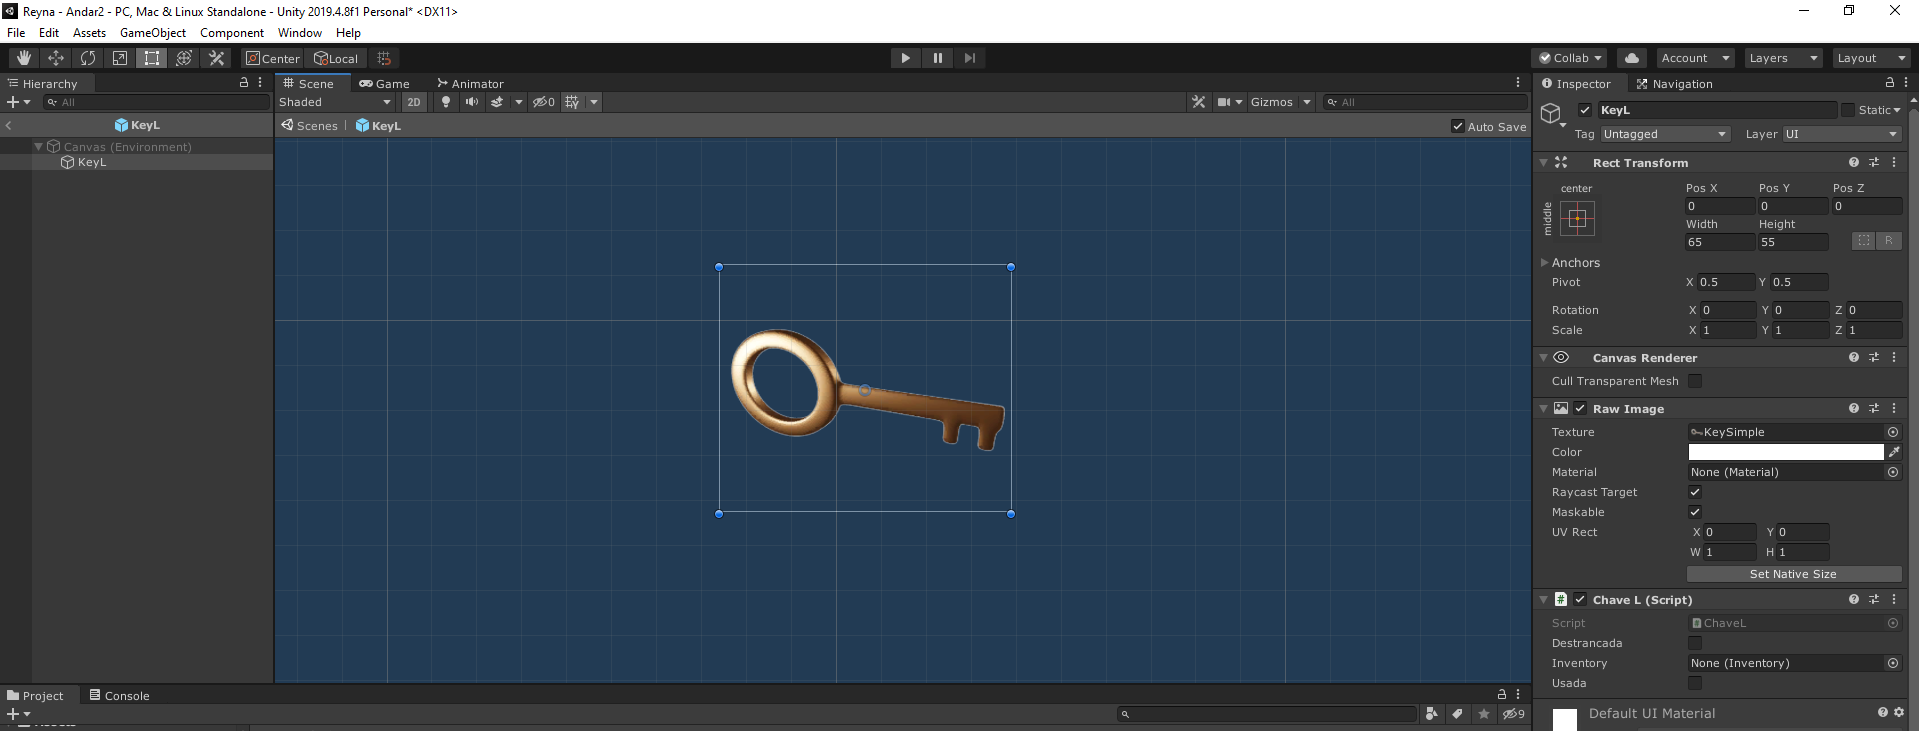 Reyna - Andar2 - PC, Mac & Linux Standalone - Unity 2019.4.8f1 Personal* <DX11>
File Edit Assets GameObject Component Window Help
Center Local Collab Account Layers Layout
Hierarchy
All
KeyL
Canvas (Environment)
KeyL
Scene Game Animator
Shaded 2D 0 Gizmos All
Scenes KeyL Auto Save
Inspector Navigation
KeyL Static
Tag Untagged Layer UI
Rect Transform
center
middle
Pos X Pos Y Pos Z
0 0 0
Width Height
65 55 R
Anchors
Pivot X 0.5 Y 0.5
Rotation X 0 Y 0 Z 0
Scale X 1 Y 1 Z 1
Canvas Renderer
Cull Transparent Mesh
Raw Image
Texture KeySimple
Color
Material None (Material)
Raycast Target
Maskable
UV Rect X 0 Y 0
W 1 H 1
Set Native Size
Chave L (Script)
Script ChaveL
Destrancada
Inventory None (Inventory)
Usada
Default UI Material
Project Console
9